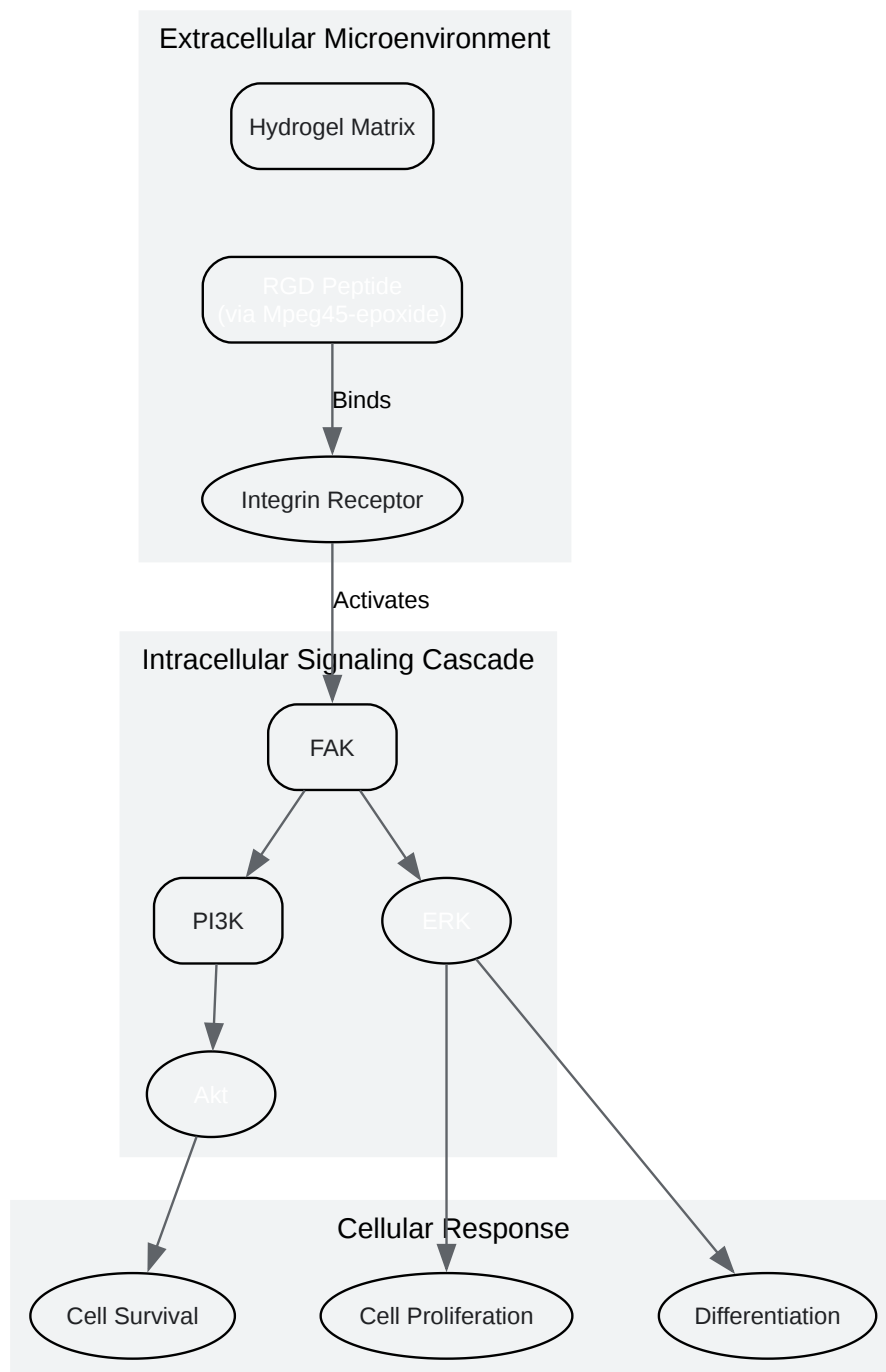 Extracellular Microenvironment
Hydrogel Matrix
RGD Peptide
(via Mpeg45-epoxide)
Binds
Integrin Receptor
Activates
Intracellular Signaling Cascade
FAK
PI3K
ERK
Akt
Cellular Response
Cell Survival
Cell Proliferation
Differentiation